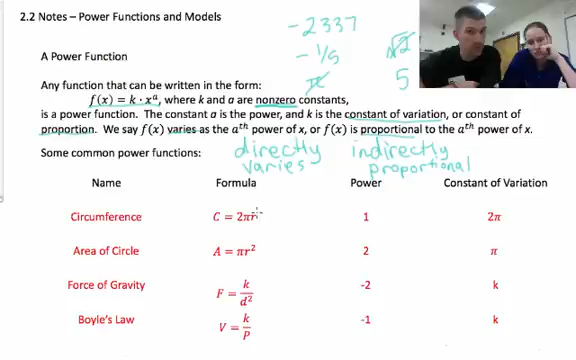 2.2 Notes – Power Functions and Models
-2337
A Power Function
-1/5
√2
Any function that can be written in the form:
π
5
f(x) = k · xᵃ, where k and a are nonzero constants,
is a power function. The constant a is the power, and k is the constant of variation, or constant of
proportion. We say f(x) varies as the aᵗʰ power of x, or f(x) is proportional to the aᵗʰ power of x.
Some common power functions:
directly varies
indirectly proportional
Name Formula Power Constant of Variation
Circumference C = 2πr 1 2π
Area of Circle A = πr² 2 π
Force of Gravity F = k/d² -2 k
Boyle's Law V = k/P -1 k